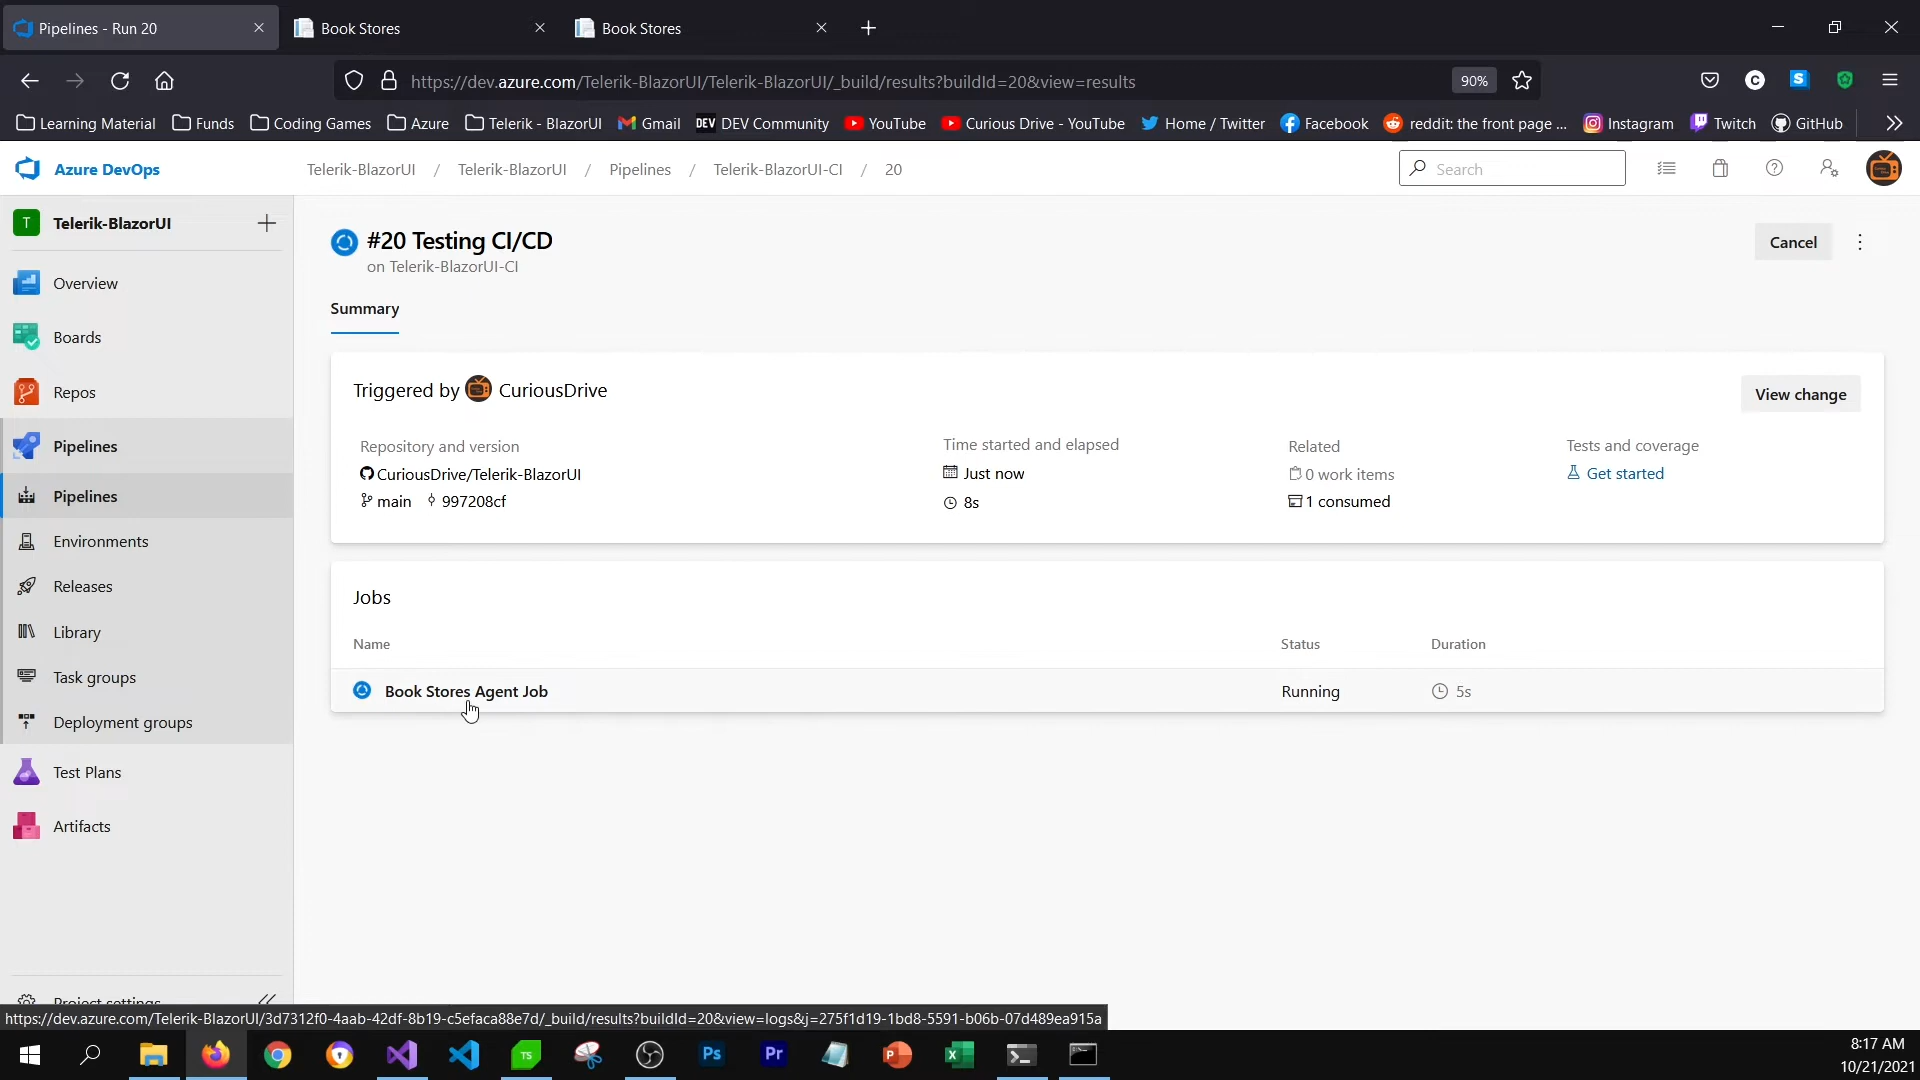 Pipelines - Run 20
Book Stores
Book Stores
https://dev.azure.com/Telerik-BlazorUI/Telerik-BlazorUI/_build/results?buildId=20&view=results
90%
Learning Material
Funds
Coding Games
Azure
Telerik - BlazorUI
Gmail
DEV Community
YouTube
Curious Drive - YouTube
Home / Twitter
Facebook
reddit: the front page ...
Instagram
Twitch
GitHub
Azure DevOps
Telerik-BlazorUI / Telerik-BlazorUI / Pipelines / Telerik-BlazorUI-CI / 20
Search
T Telerik-BlazorUI
Overview
Boards
Repos
Pipelines
Pipelines
Environments
Releases
Library
Task groups
Deployment groups
Test Plans
Artifacts
Project settings
#20 Testing CI/CD
on Telerik-BlazorUI-CI
Cancel
Summary
Triggered by CuriousDrive
View change
Repository and version
CuriousDrive/Telerik-BlazorUI
main 997208cf
Time started and elapsed
Just now
8s
Related
0 work items
1 consumed
Tests and coverage
Get started
Jobs
Name Status Duration
Book Stores Agent Job Running 5s
https://dev.azure.com/Telerik-BlazorUI/3d7312f0-4aab-42df-8b19-c5efaca88e7d/_build/results?buildId=20&view=logs&j=275f1d19-1bd8-5591-b06b-07d489ea915a
8:17 AM
10/21/2021